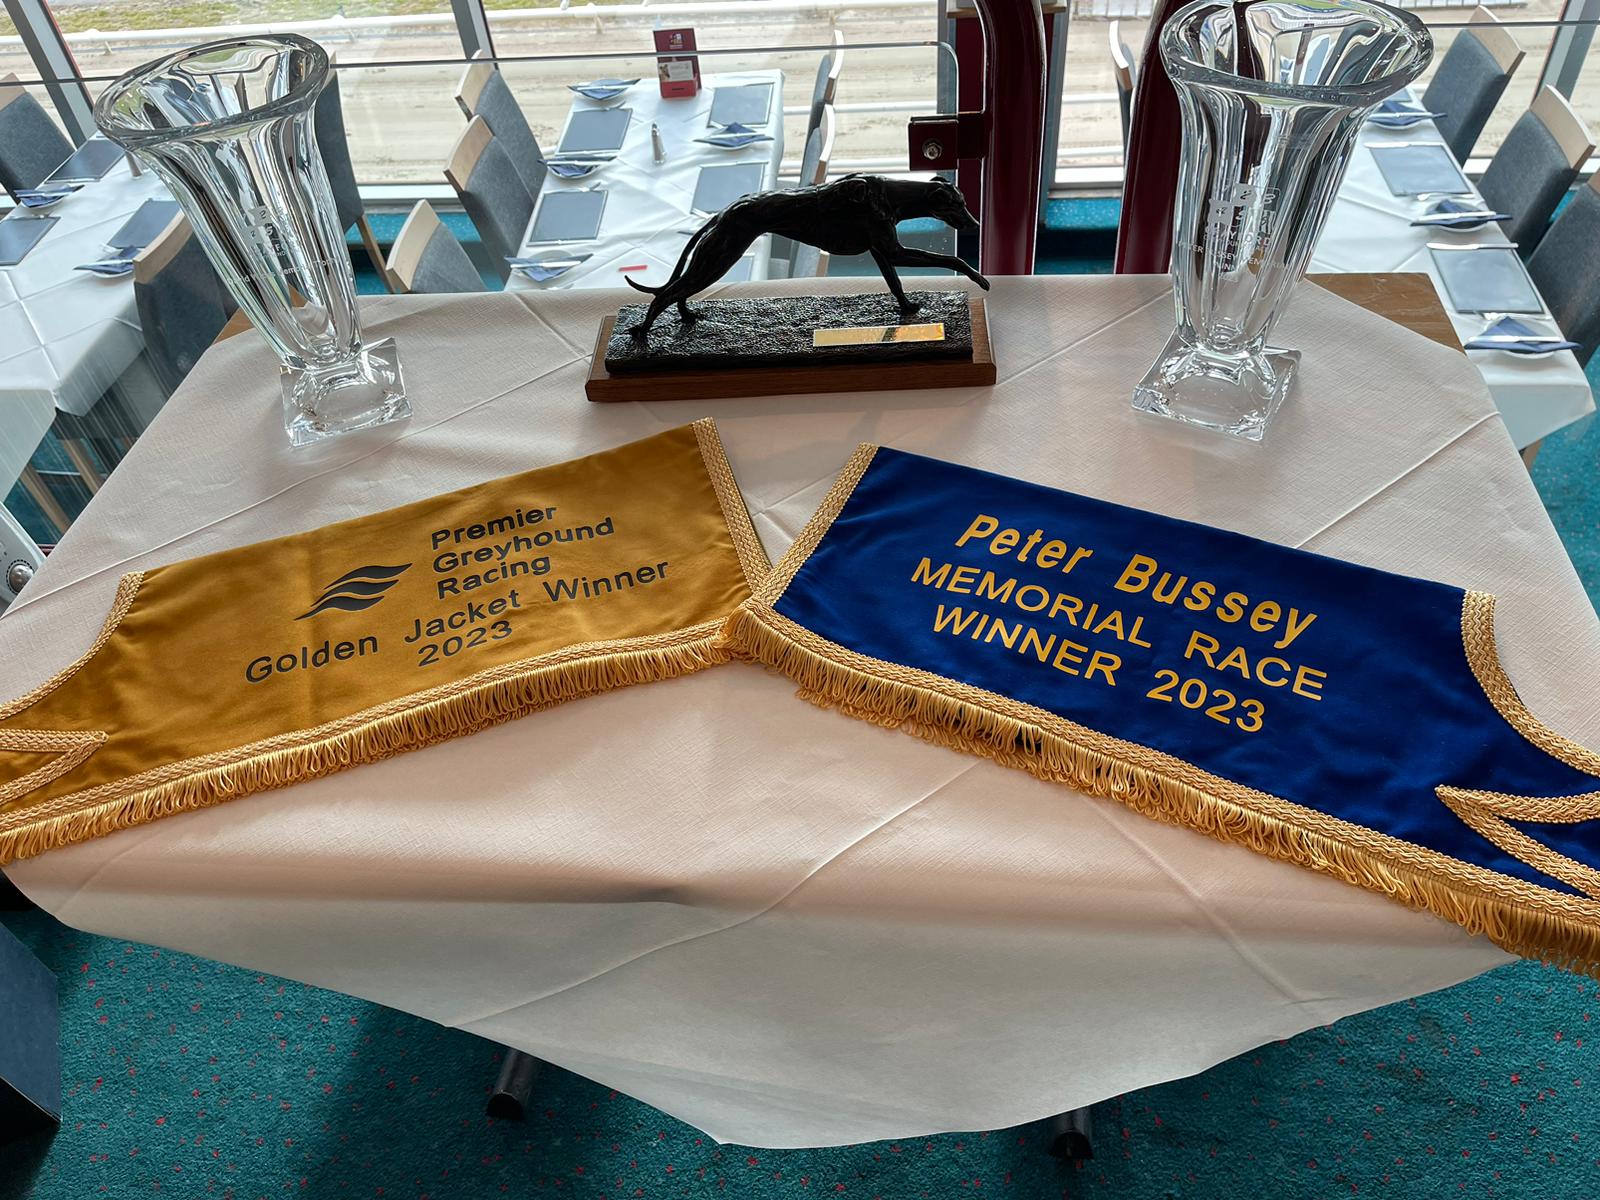 Premier
Greyhound
Racing
Golden Jacket Winner
2023
Peter Bussey
MEMORIAL RACE
WINNER 2023